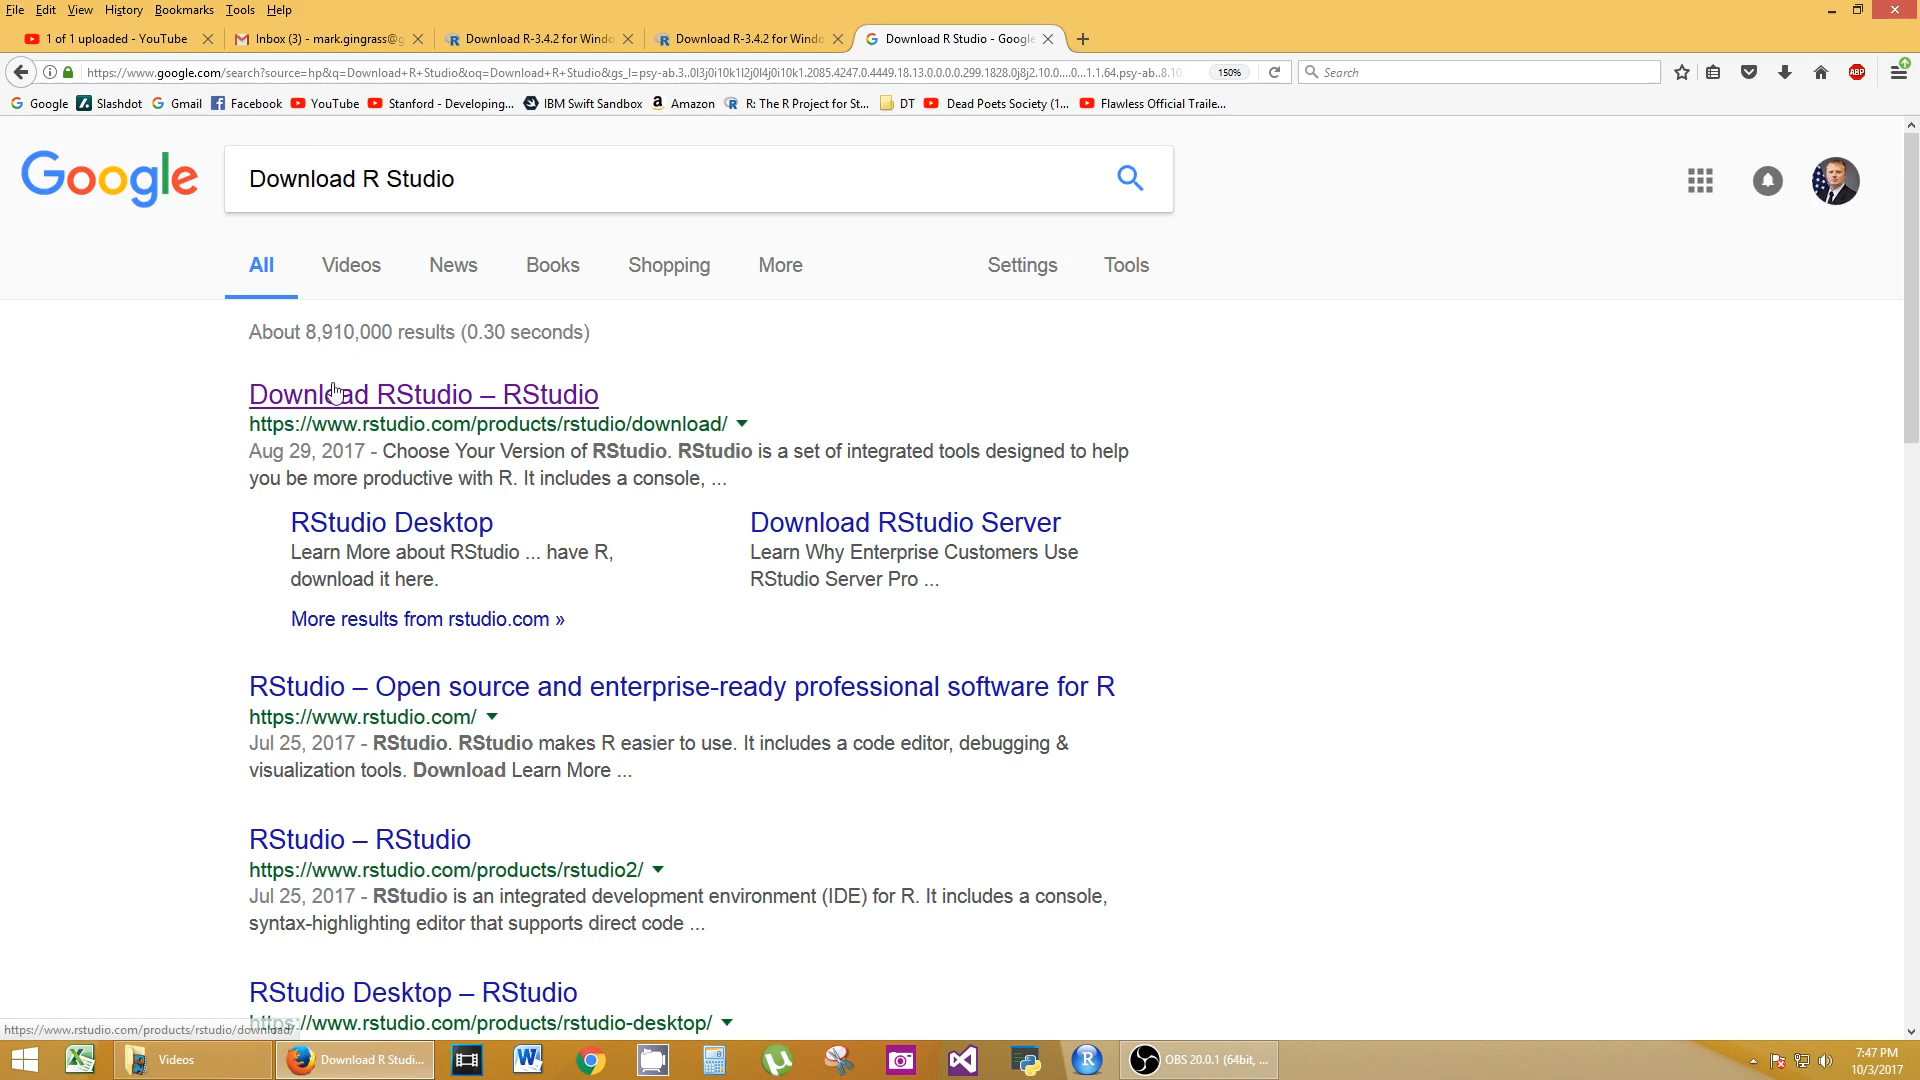 File Edit View History Bookmarks Tools Help
1 of 1 uploaded - YouTube
Inbox (3) - mark.gingrass@g
Download R-3.4.2 for Windo
Download R-3.4.2 for Windo
Download R Studio - Google
https://www.google.com/search?source=hp&q=Download+R+Studio&oq=Download+R+Studio&gs_l=psy-ab.3..0l3j0i10k1l2j0l4j0i10k1.2085.4247.0.4449.18.13.0.0.0.0.299.1828.0j8j2.10.0....0...1.1.64.psy-ab..8.10.
150%
Search
ABP
Google Slashdot Gmail Facebook YouTube Stanford - Developing... IBM Swift Sandbox Amazon R: The R Project for St... DT Dead Poets Society (1... Flawless Official Traile...
Google
Download R Studio
All Videos News Books Shopping More Settings Tools
About 8,910,000 results (0.30 seconds)
Download RStudio – RStudio
https://www.rstudio.com/products/rstudio/download/
Aug 29, 2017 - Choose Your Version of RStudio. RStudio is a set of integrated tools designed to help
you be more productive with R. It includes a console, ...
RStudio Desktop
Learn More about RStudio ... have R,
download it here.
Download RStudio Server
Learn Why Enterprise Customers Use
RStudio Server Pro ...
More results from rstudio.com »
RStudio – Open source and enterprise-ready professional software for R
https://www.rstudio.com/
Jul 25, 2017 - RStudio. RStudio makes R easier to use. It includes a code editor, debugging &
visualization tools. Download Learn More ...
RStudio – RStudio
https://www.rstudio.com/products/rstudio2/
Jul 25, 2017 - RStudio is an integrated development environment (IDE) for R. It includes a console,
syntax-highlighting editor that supports direct code ...
RStudio Desktop – RStudio
https://www.rstudio.com/products/rstudio-desktop/
https://www.rstudio.com/products/rstudio/download/
Videos
Download R Studi...
OBS 20.0.1 (64bit, ...
7:47 PM
10/3/2017